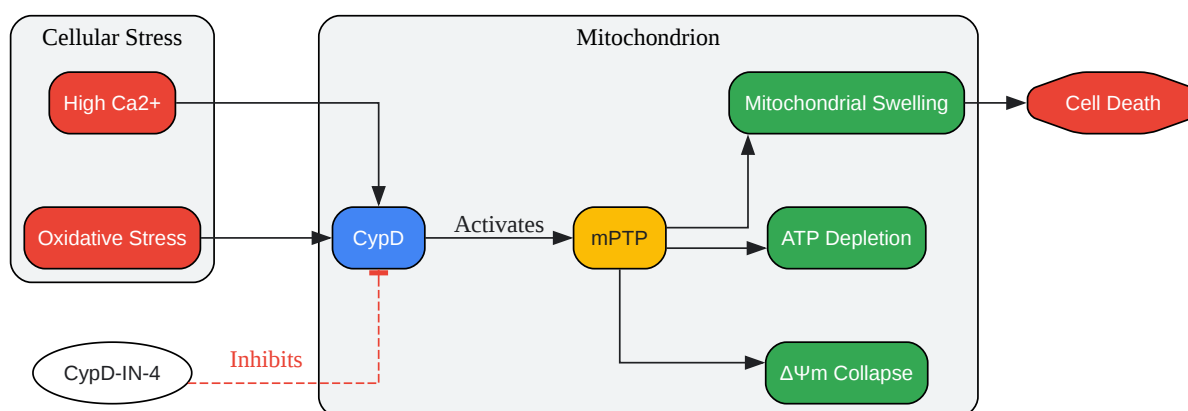 Cellular Stress
Mitochondrion
High Ca2+
Mitochondrial Swelling
Cell Death
Oxidative Stress
CypD
Activates
mPTP
ATP Depletion
CypD-IN-4
Inhibits
ΔΨm Collapse